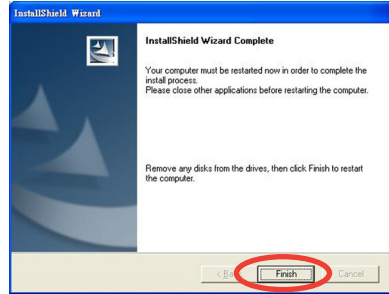 InstallShield Wizard
InstallShield Wizard Complete
Your computer must be restarted now in order to complete the
install process.
Please close other applications before restarting the computer.
Remove any disks from the drives, then click Finish to restart
the computer.
Finish
Cancel